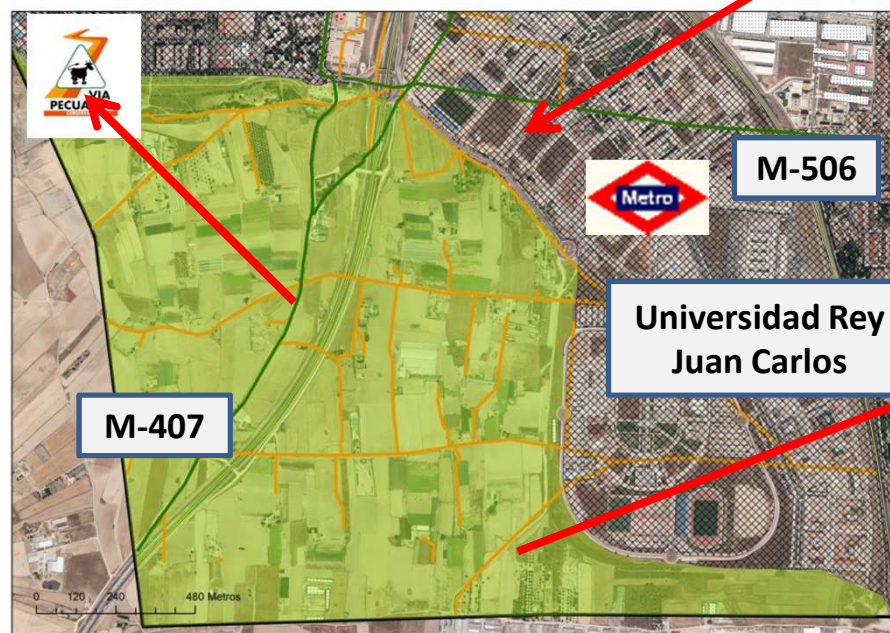 VIA
PECUARIA
M-506
Metro
Universidad Rey
Juan Carlos
M-407
0 120 240 480 Metros